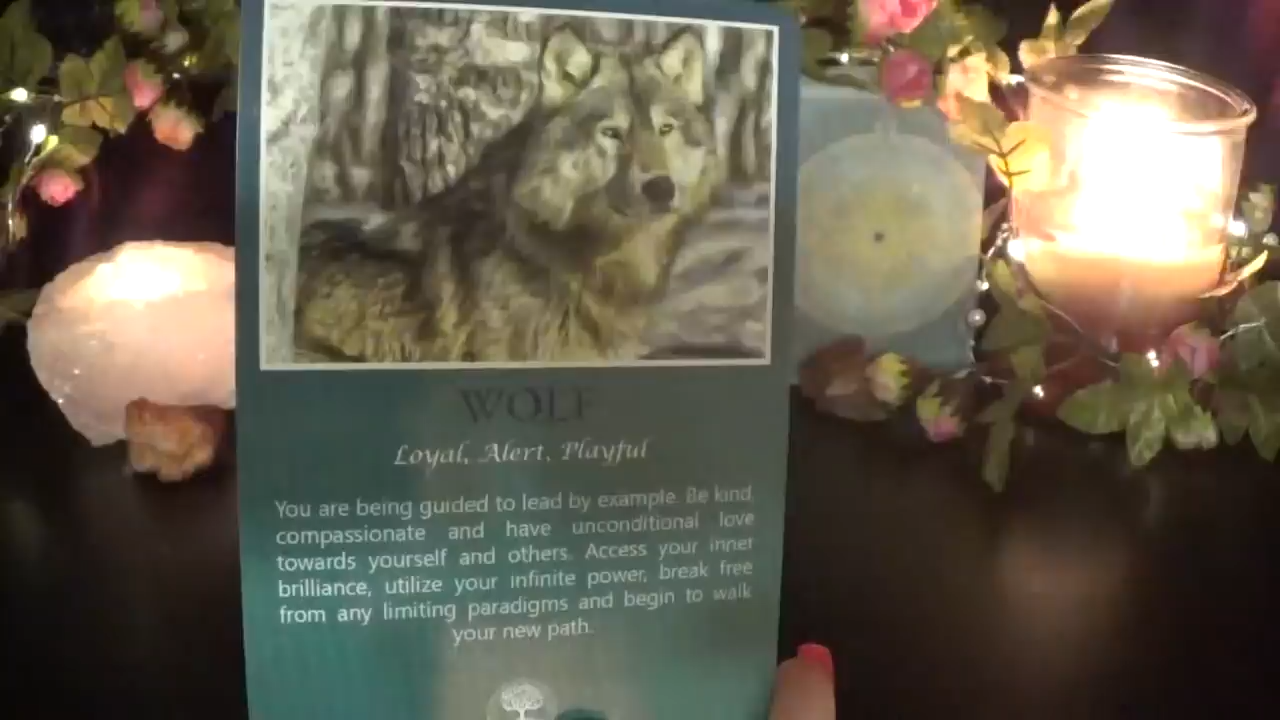 WOLF
Loyal, Alert, Playful
You are being guided to lead by example. Be kind,
compassionate and have unconditional love
towards yourself and others. Access your inner
brilliance, utilize your infinite power, break free
from any limiting paradigms and begin to walk
your new path.